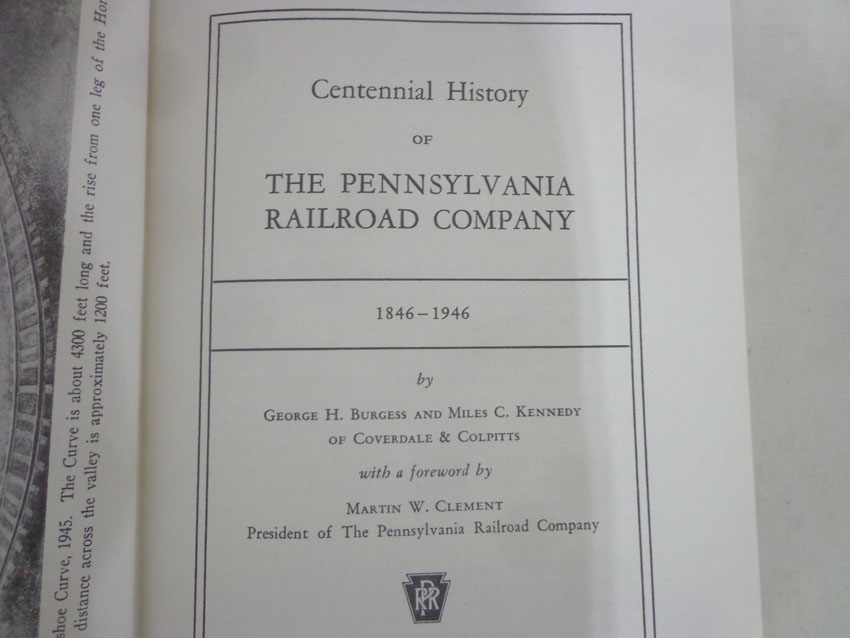 shoe Curve, 1945. The Curve is about 4300 feet long and the rise from one leg of the
distance across the valley is approximately 1200 feet.
Centennial History
OF
THE PENNSYLVANIA
RAILROAD COMPANY
1846–1946
by
GEORGE H. BURGESS AND MILES C. KENNEDY
OF COVERDALE & COLPITTS
with a foreword by
MARTIN W. CLEMENT
President of The Pennsylvania Railroad Company
PRR